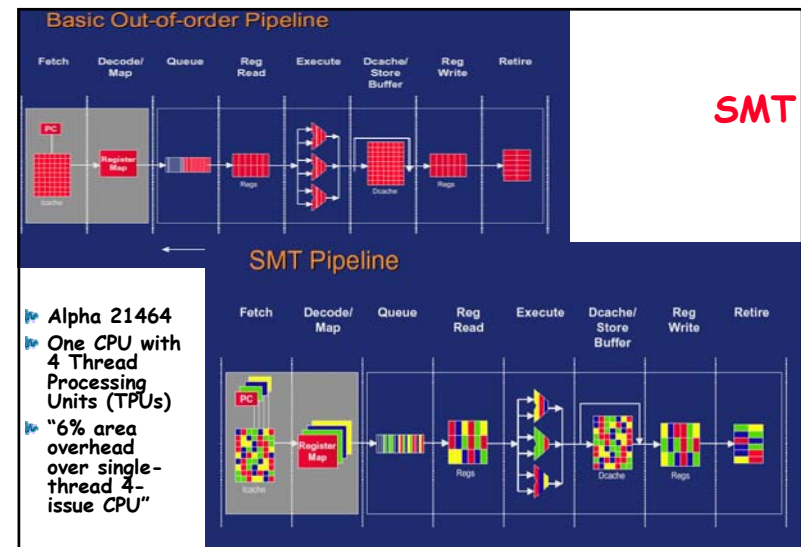 Basic Out-of-order Pipeline
Fetch
Decode/
Map
Queue
Reg
Read
Execute
Dcache/
Store
Buffer
Reg
Write
Retire
PC
Register
Map
Icache
Regs
Dcache
Regs
SMT
SMT Pipeline
Fetch
Decode/
Map
Queue
Reg
Read
Execute
Dcache/
Store
Buffer
Reg
Write
Retire
PC
Register
Map
Icache
Regs
Dcache
Regs
Alpha 21464
One CPU with
4 Thread
Processing
Units (TPUs)
“6% area
overhead
over single-
thread 4-
issue CPU”